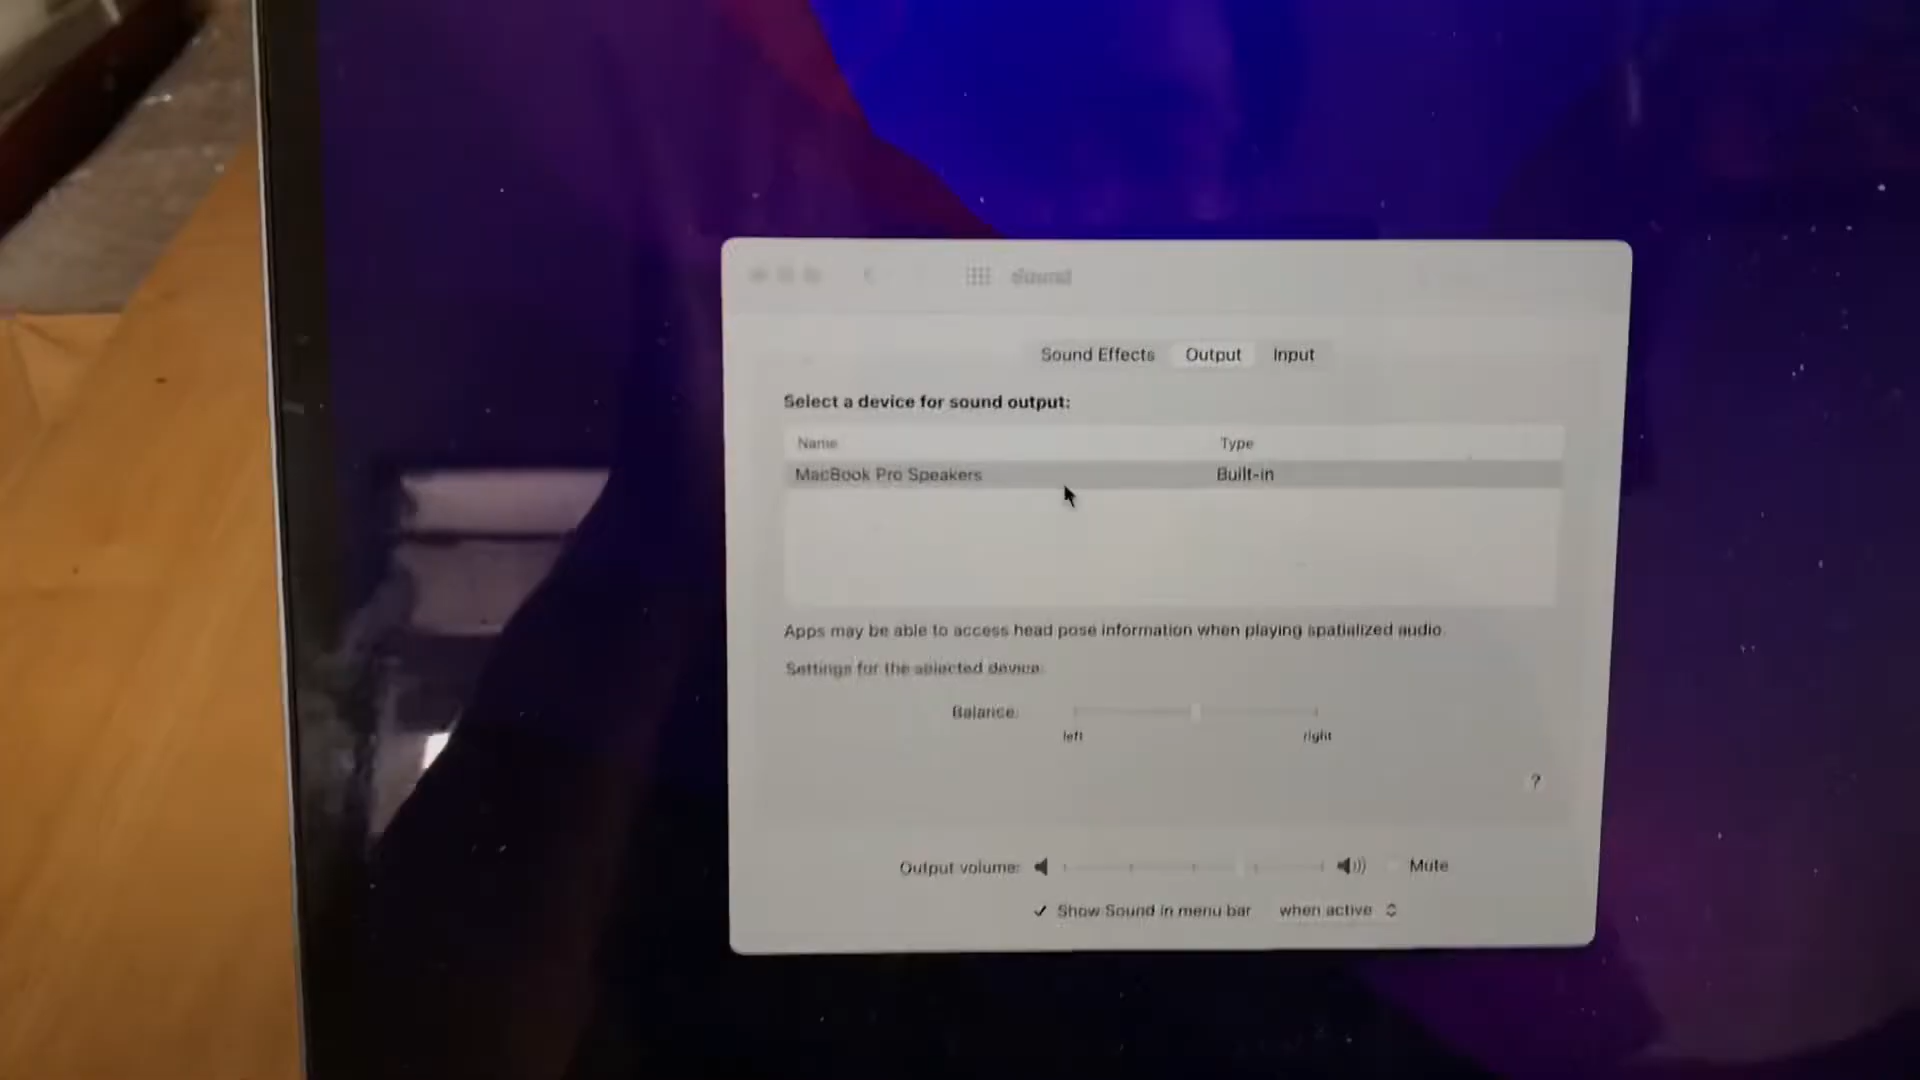 Sound
Sound Effects Output Input
Select a device for sound output:
Name Type
MacBook Pro Speakers Built-in
Apps may be able to access head pose information when playing spatialized audio.
Settings for the selected device:
Balance:
left right
?
Output volume: Mute
Show Sound in menu bar when active